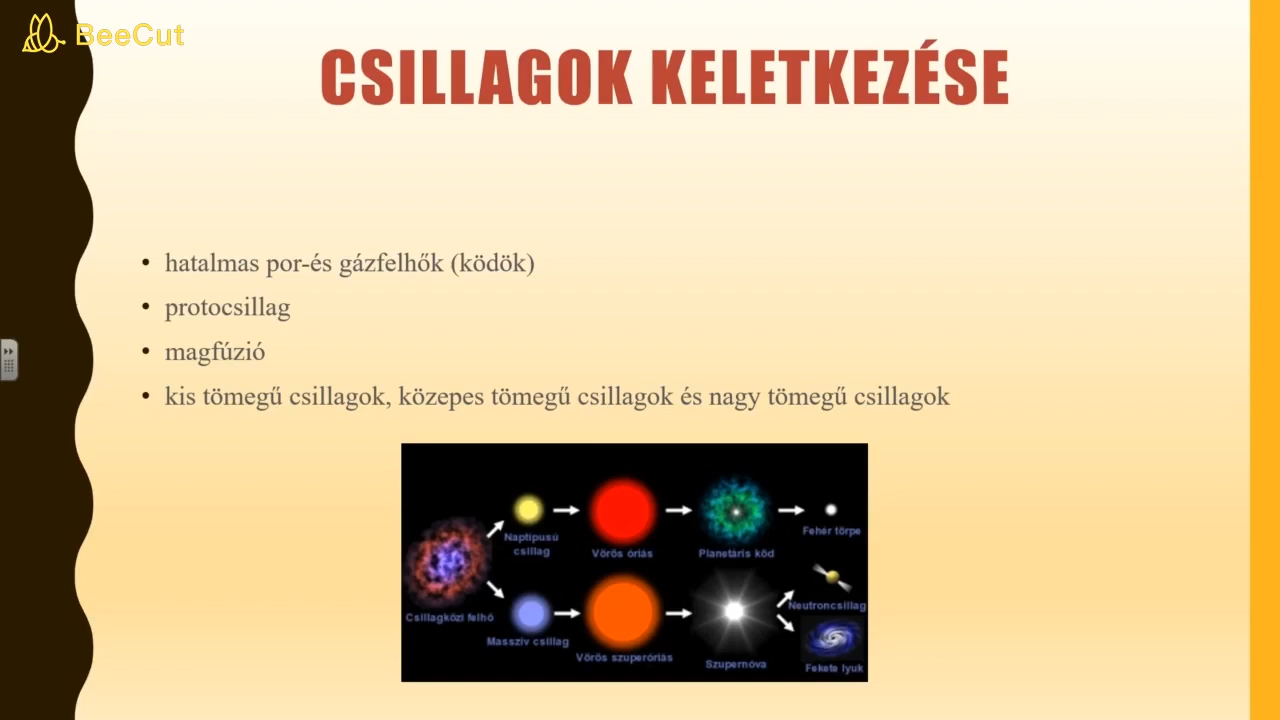 BeeCut
CSILLAGOK KELETKEZÉSE
• hatalmas por-és gázfelhők (ködök)
• protocsillag
• magfúzió
• kis tömegű csillagok, közepes tömegű csillagok és nagy tömegű csillagok
Naptípusú
csillag
Vörös óriás
Planetáris köd
Fehér törpe
Csillagközi felhő
Masszív csillag
Vörös szuperóriás
Szupernóva
Neutroncsillag
Fekete lyuk